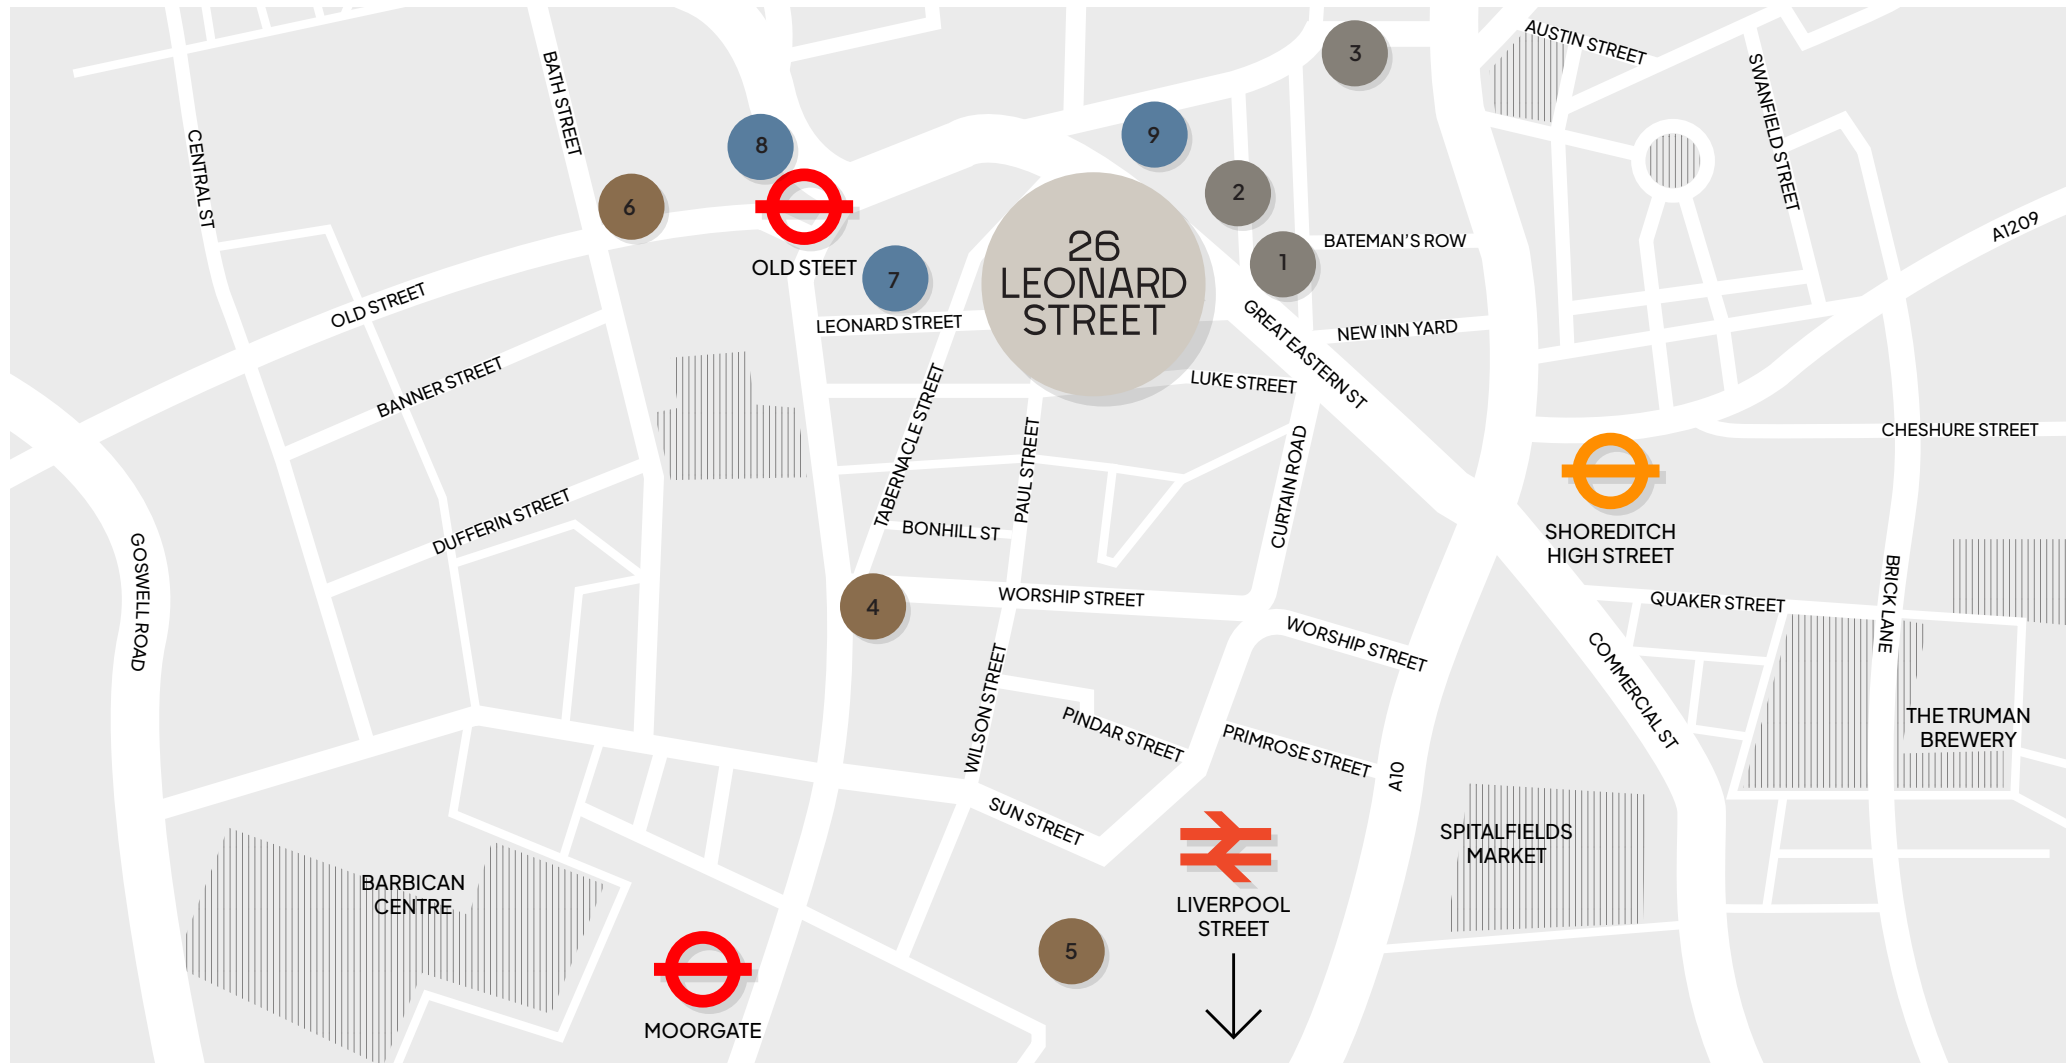 3
AUSTIN STREET
BATH STREET
SWANFIELD STREET
CENTRAL ST
8
9
6
2
A1209
26
LEONARD
STREET
BATEMAN'S ROW
1
OLD STEET
7
OLD STREET
LEONARD STREET
GREAT EASTERN ST
NEW INN YARD
BANNER STREET
LUKE STREET
TABERNACLE STREET
PAUL STREET
CURTAIN ROAD
CHESHURE STREET
DUFFERIN STREET
BONHILL ST
SHOREDITCH
HIGH STREET
GOSWELL ROAD
BRICK LANE
4
WORSHIP STREET
WORSHIP STREET
QUAKER STREET
COMMERCIAL ST
WILSON STREET
PINDAR STREET
PRIMROSE STREET
A10
THE TRUMAN
BREWERY
SUN STREET
SPITALFIELDS
MARKET
BARBICAN
CENTRE
LIVERPOOL
STREET
5
MOORGATE